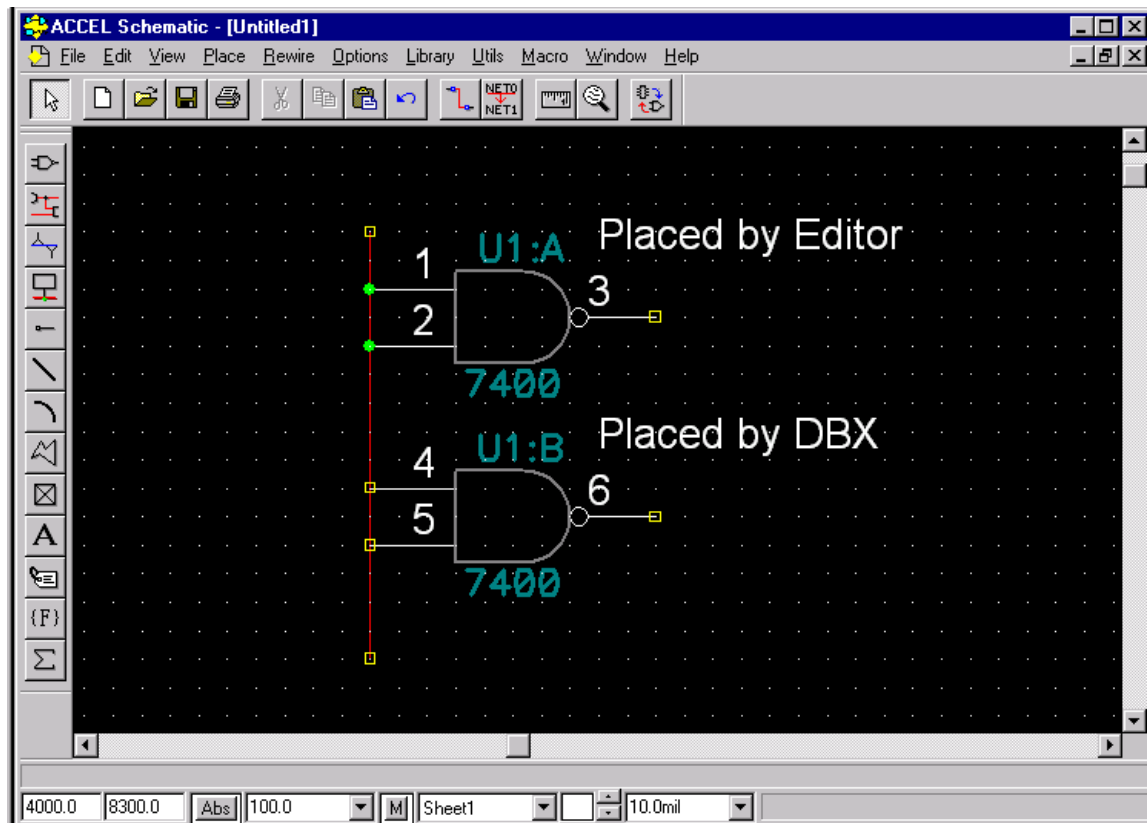 ACCEL Schematic - [Untitled1]
File Edit View Place Rewire Options Library Utils Macro Window Help
NET0
NET1
Placed by Editor
U1:A
1
3
2
7400
Placed by DBX
U1:B
4
6
5
7400
A
{F}
Σ
4000.0 8300.0 Abs 100.0 M Sheet1 10.0mil